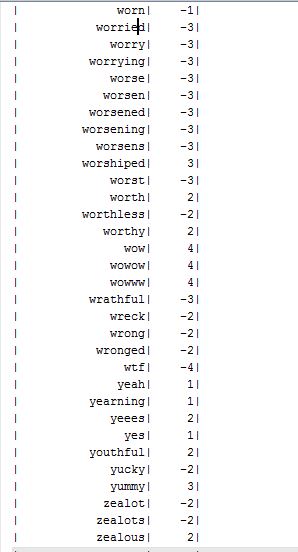 | worn| -1|
| worried| -3|
| worry| -3|
| worrying| -3|
| worse| -3|
| worsen| -3|
| worsened| -3|
| worsening| -3|
| worsens| -3|
| worshiped| 3|
| worst| -3|
| worth| 2|
| worthless| -2|
| worthy| 2|
| wow| 4|
| wowow| 4|
| wowww| 4|
| wrathful| -3|
| wreck| -2|
| wrong| -2|
| wronged| -2|
| wtf| -4|
| yeah| 1|
| yearning| 1|
| yeees| 2|
| yes| 1|
| youthful| 2|
| yucky| -2|
| yummy| 3|
| zealot| -2|
| zealots| -2|
| zealous| 2|